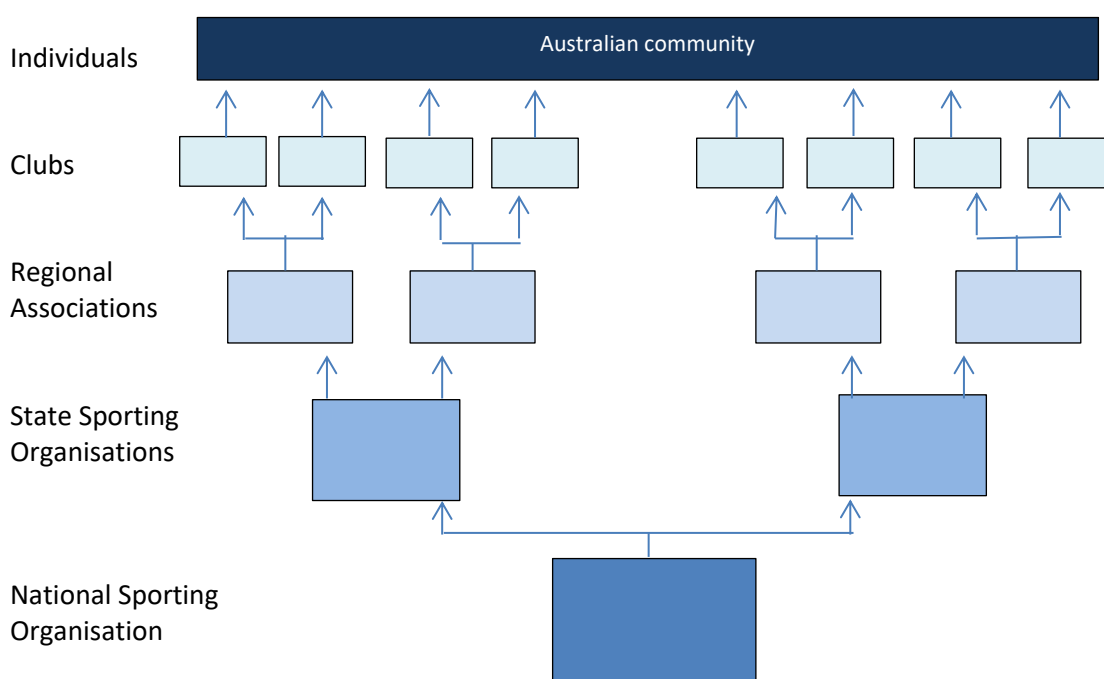 Individuals
Australian community
Clubs
Regional
Associations
State Sporting
Organisations
National Sporting
Organisation